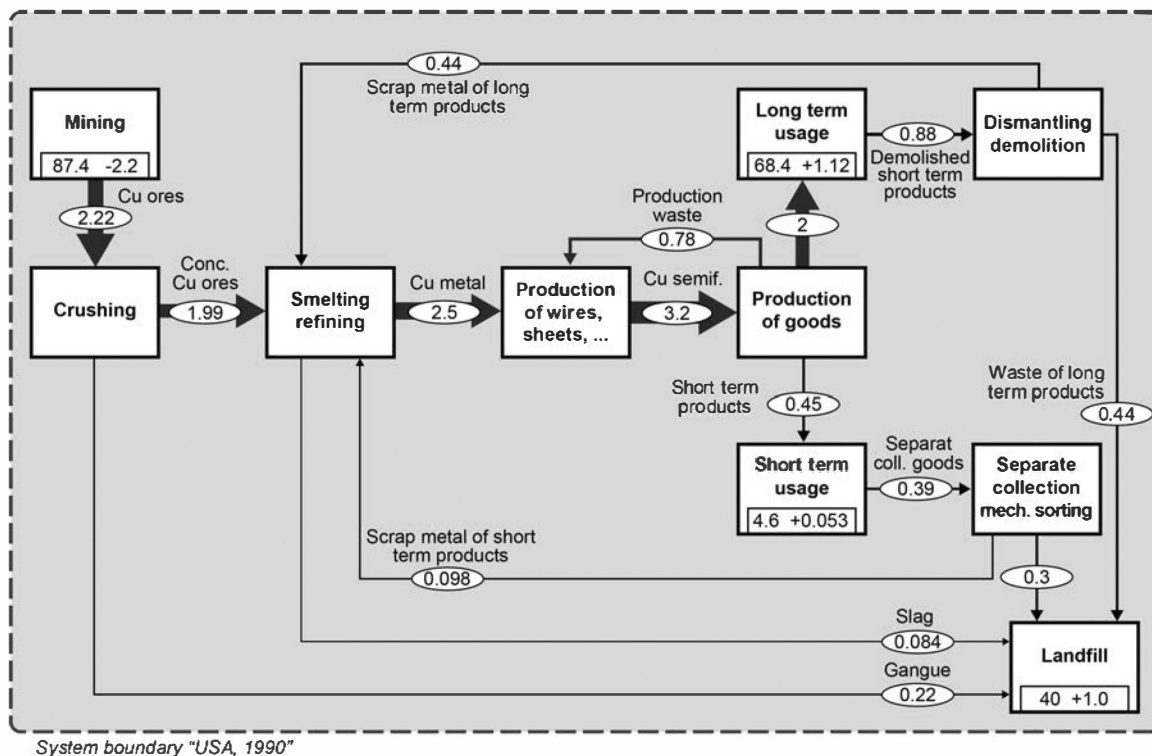 0.44
Scrap metal of long
term products
Mining
87.4 -2.2
Long term
usage
68.4 +1.12
0.88
Demolished
short term
products
Dismantling
demolition
Cu ores
2.22
Production
waste
0.78
2
Crushing
Conc.
Cu ores
1.99
Smelting
refining
Cu metal
2.5
Production
of wires,
sheets, ...
Cu semif.
3.2
Production
of goods
Short term
products
0.45
Waste of long
term products
0.44
Short term
usage
4.6 +0.053
Separat
coll. goods
0.39
Separate
collection
mech. sorting
Scrap metal of short
term products
0.098
0.3
Slag
0.084
Gangue
0.22
Landfill
40 +1.0
System boundary "USA, 1990"